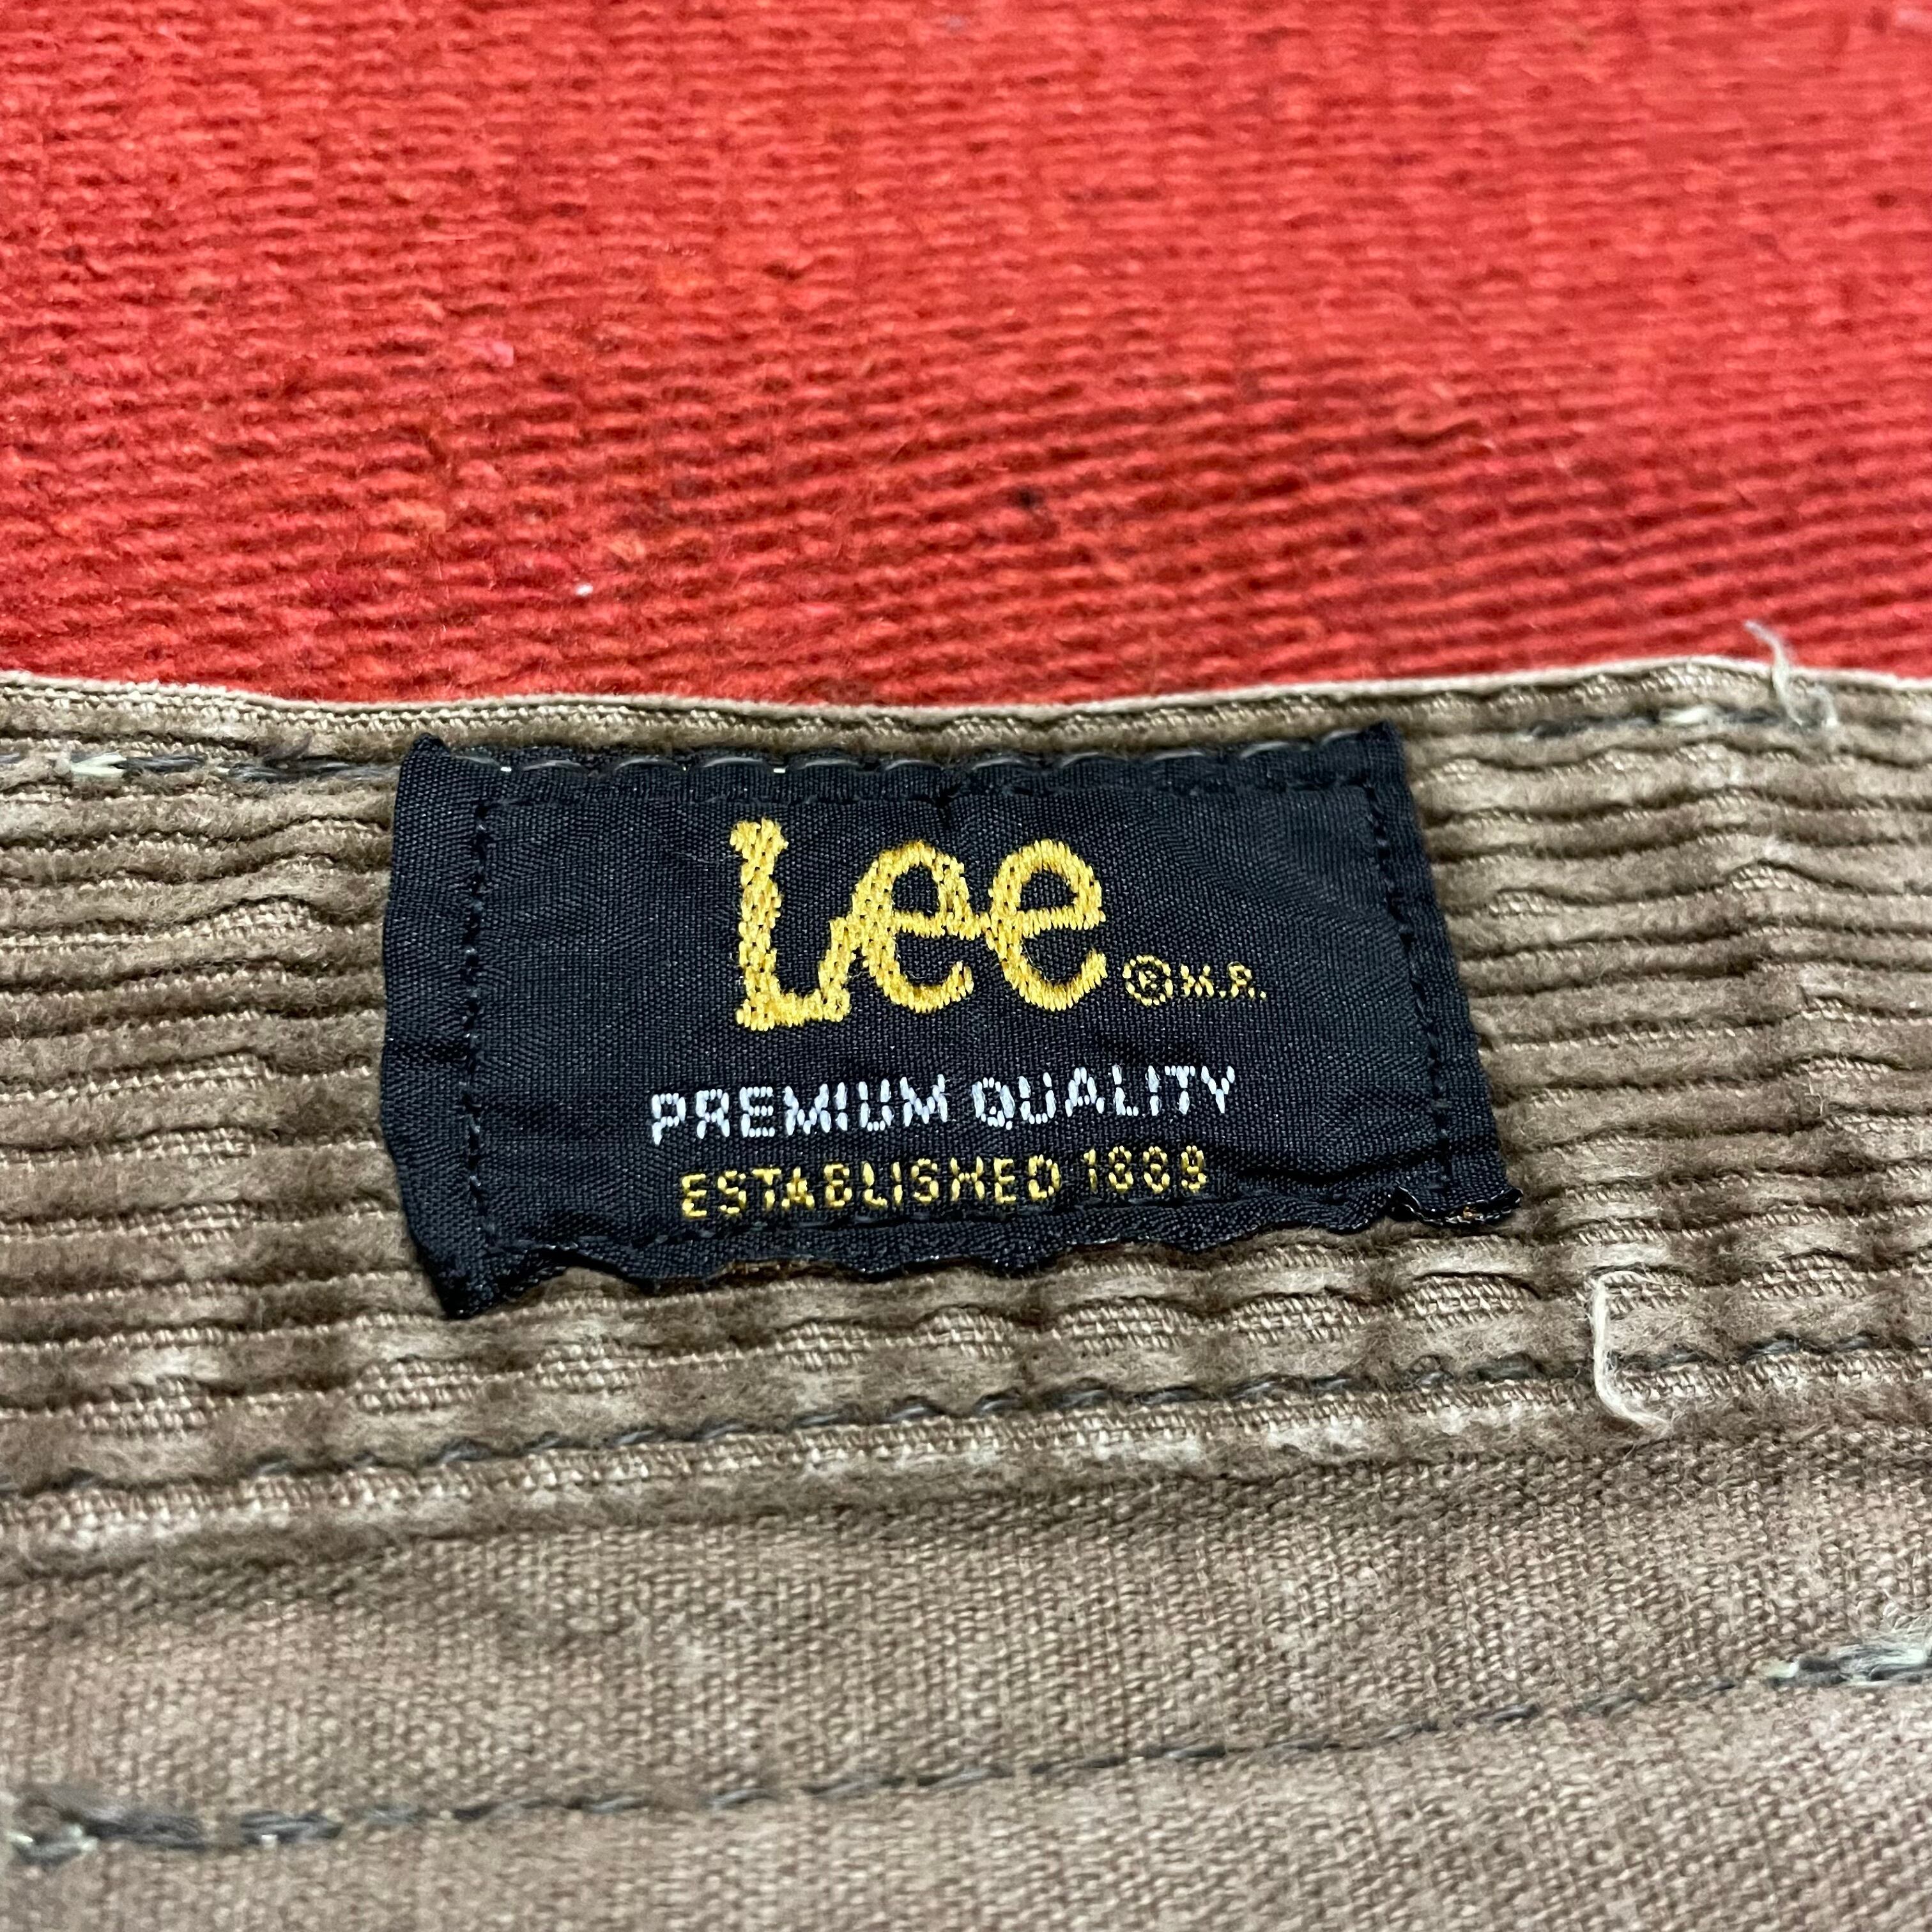 Lee ® M.R.
PREMIUM QUALITY
ESTABLISHED 1889